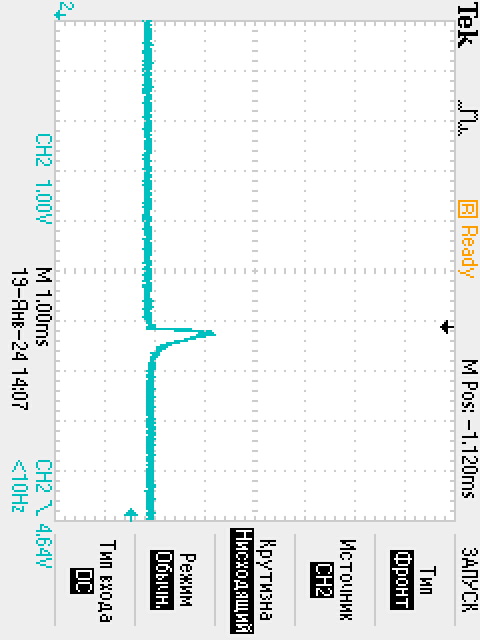 Tek R Ready M Pos: -1.120ms ЗАПУСК
Тип
Фронт
Источник
CH2
Крутизна
Нисходящий
Режим
Обычн.
Тип входа
DC
2
CH2 1.00V M 1.00ms CH2 4.64V
19-Янв-24 14:07 <10Hz